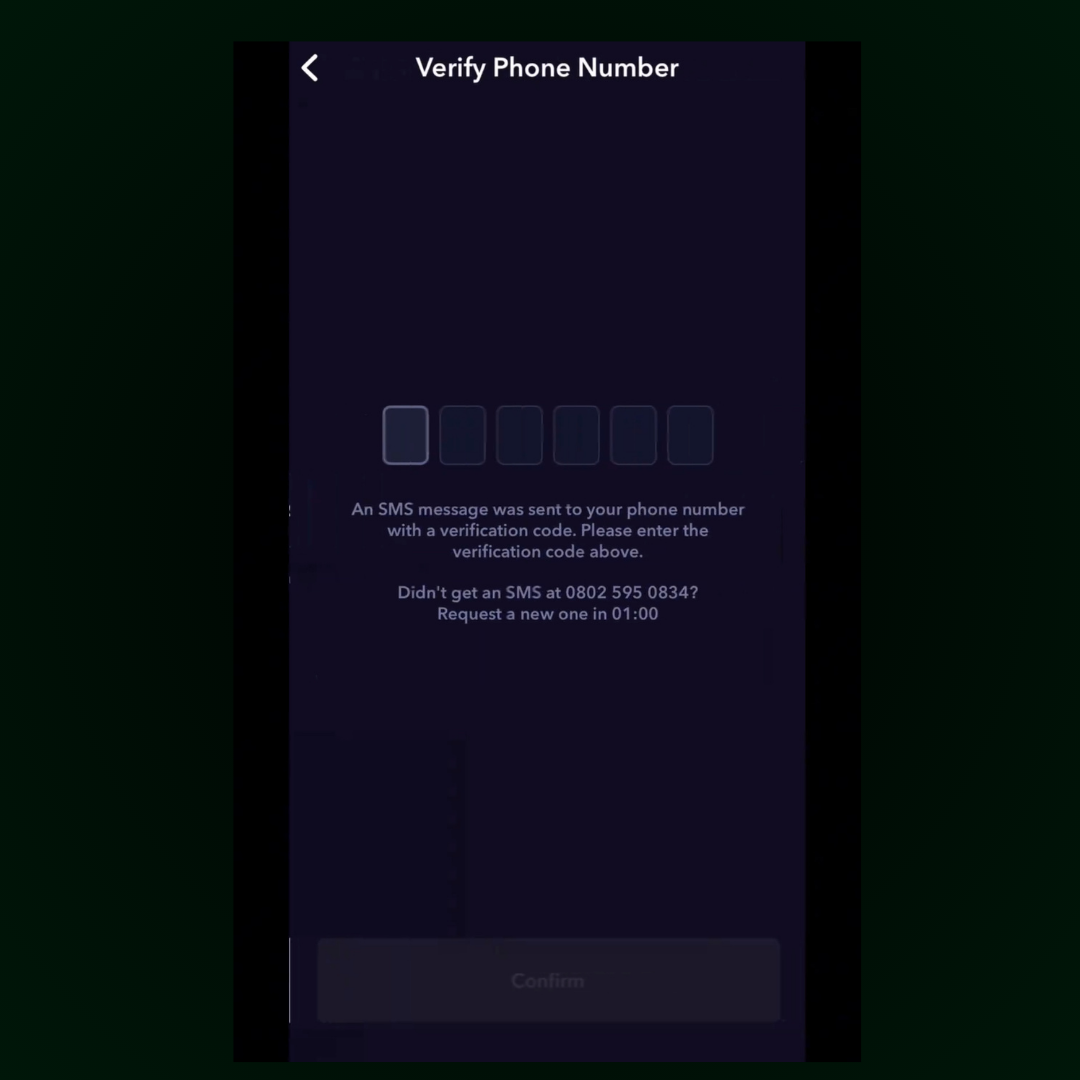 Verify Phone Number
An SMS message was sent to your phone number
with a verification code. Please enter the
verification code above.
Didn't get an SMS at 0802 595 0834?
Request a new one in 01:00
Confirm